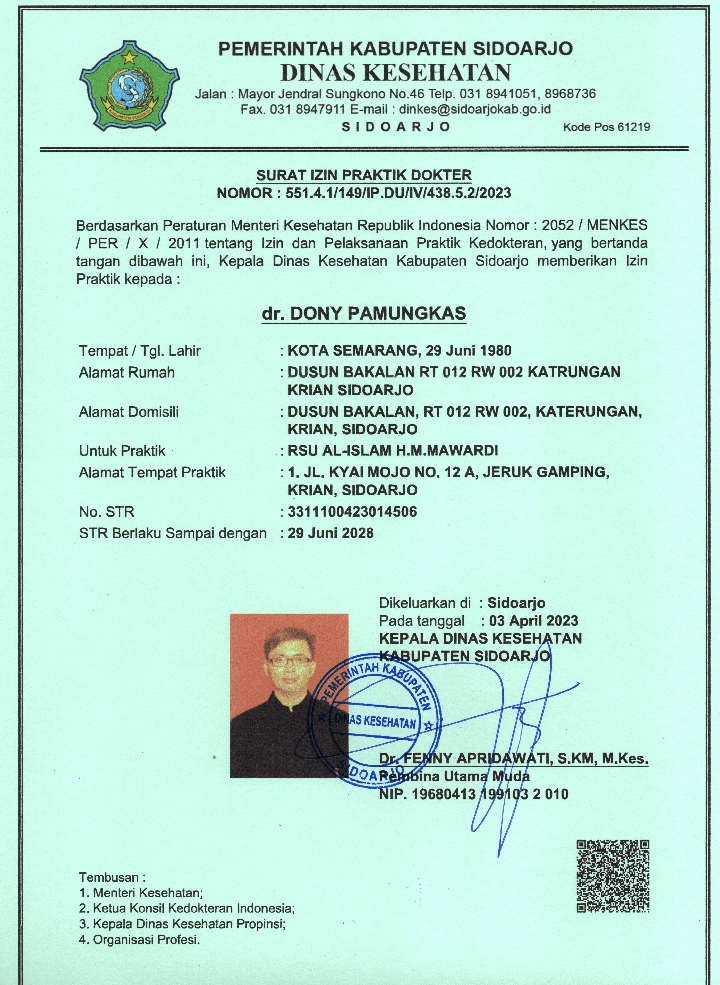 PEMERINTAH KABUPATEN SIDOARJO
DINAS KESEHATAN
Jalan : Mayor Jendral Sungkono No.46 Telp. 031 8941051, 8968736
Fax. 031 8947911 E-mail : dinkes@sidoarjokab.go.id
S I D O A R J O
Kode Pos 61219
SURAT IZIN PRAKTIK DOKTER
NOMOR : 551.4.1/149/IP.DU/IV/438.5.2/2023
Berdasarkan Peraturan Menteri Kesehatan Republik Indonesia Nomor : 2052 / MENKES
/ PER / X / 2011 tentang Izin dan Pelaksanaan Praktik Kedokteran, yang bertanda
tangan dibawah ini, Kepala Dinas Kesehatan Kabupaten Sidoarjo memberikan Izin
Praktik kepada :
dr. DONY PAMUNGKAS
Tempat / Tgl. Lahir : KOTA SEMARANG, 29 Juni 1980
Alamat Rumah : DUSUN BAKALAN RT 012 RW 002 KATRUNGAN
KRIAN SIDOARJO
Alamat Domisili : DUSUN BAKALAN, RT 012 RW 002, KATERUNGAN,
KRIAN, SIDOARJO
Untuk Praktik : RSU AL-ISLAM H.M.MAWARDI
Alamat Tempat Praktik : 1. JL. KYAI MOJO NO. 12 A, JERUK GAMPING,
KRIAN, SIDOARJO
No. STR : 3311100423014506
STR Berlaku Sampai dengan : 29 Juni 2028
Dikeluarkan di : Sidoarjo
Pada tanggal : 03 April 2023
KEPALA DINAS KESEHATAN
KABUPATEN SIDOARJO
PEMERINTAH KABUPATEN
DINAS KESEHATAN
SIDOARJO
Dr. FENNY APRIDAWATI, S.KM, M.Kes.
Pembina Utama Muda
NIP. 19680413 199103 2 010
Tembusan :
1. Menteri Kesehatan;
2. Ketua Konsil Kedokteran Indonesia;
3. Kepala Dinas Kesehatan Propinsi;
4. Organisasi Profesi.